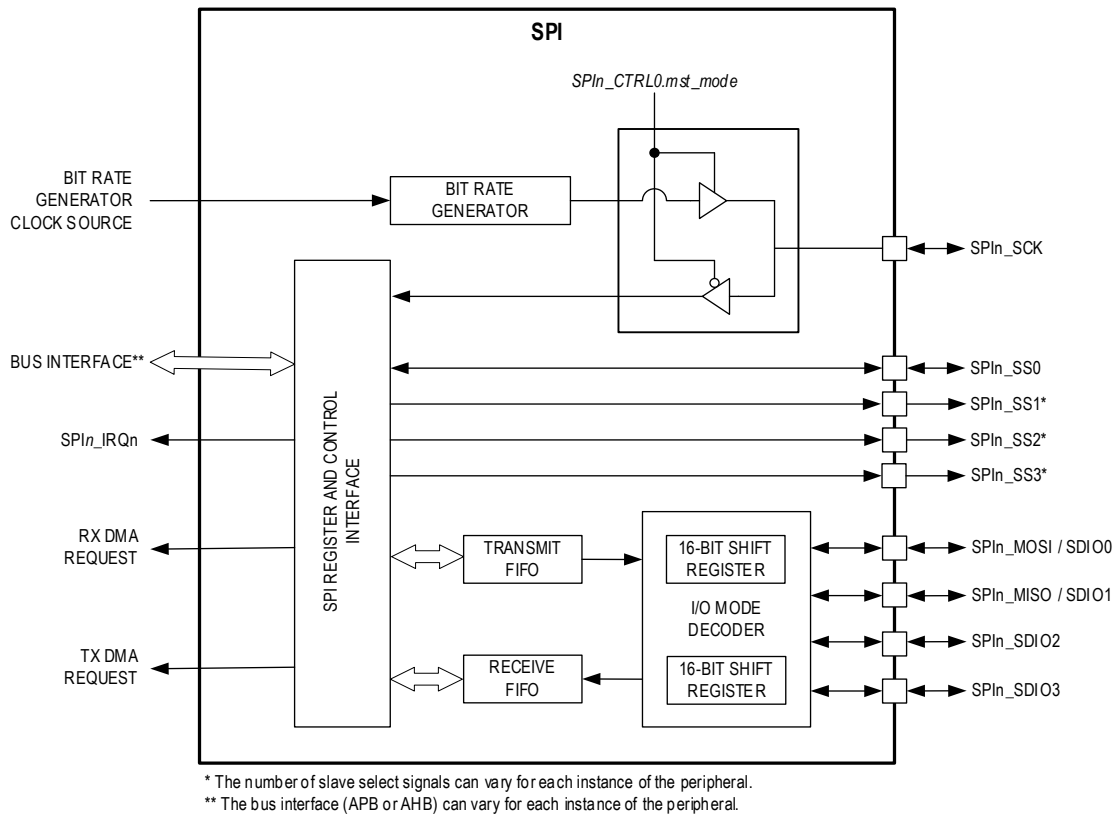 SPI
SPIn_CTRL0.mst_mode
BIT RATE
GENERATOR
CLOCK SOURCE
BIT RATE
GENERATOR
SPIn_SCK
BUS INTERFACE**
SPIn_SS0
SPIn_SS1*
SPIn_IRQn
SPIn_SS2*
SPIn_SS3*
SPI REGISTER AND CONTROL
INTERFACE
RX DMA
REQUEST
TRANSMIT
FIFO
16-BIT SHIFT
REGISTER
SPIn_MOSI / SDIO0
SPIn_MISO / SDIO1
I/O MODE
DECODER
SPIn_SDIO2
TX DMA
REQUEST
RECEIVE
FIFO
16-BIT SHIFT
REGISTER
SPIn_SDIO3
* The number of slave select signals can vary for each instance of the peripheral.
** The bus interface (APB or AHB) can vary for each instance of the peripheral.